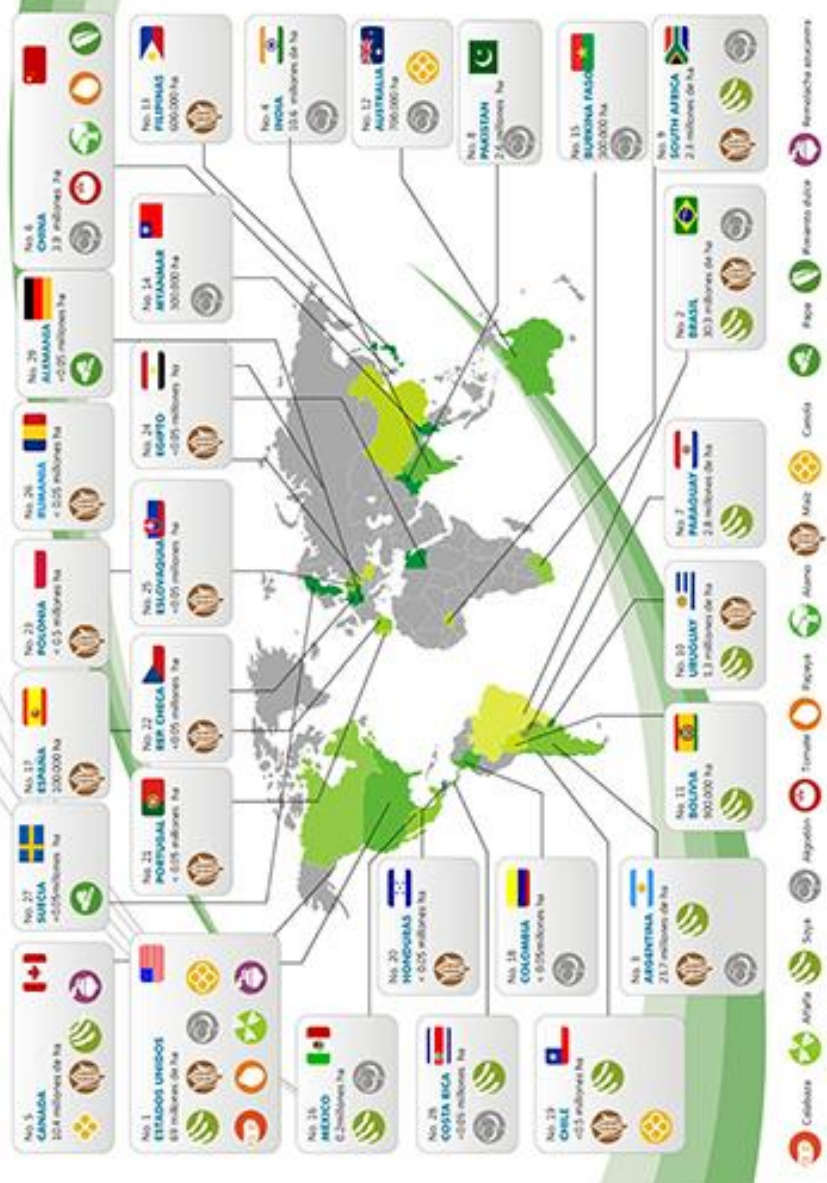 No. 5
CANADÁ
10.4 millones de ha
No. 27
SUECIA
<0.05millones ha
No. 17
ESPAÑA
100.000 ha
No. 23
POLONIA
< 0.5 millones ha
No. 26
RUMANIA
< 0.05 millones ha
No. 29
ALEMANIA
<0.05 millones ha
No. 6
CHINA
3.9 millones ha
No. 1
ESTADOS UNIDOS
69 millones de ha
No. 21
PORTUGAL
< 0.05 millones ha
No. 22
REP. CHECA
<0.05 millones ha
No. 25
ESLOVAQUIA
<0.05 millones ha
No. 24
EGIPTO
<0.05 millones ha
No. 14
MYANMAR
300.000 ha
No. 13
FILIPINAS
600.000 ha
INDIA
10.6 millones de ha
No. 12
AUSTRALIA
700.000 ha
No. 8
PAKISTAN
2.6 millones ha
No. 15
BURKINA FASO
300.000 ha
No. 9
SOUTH AFRICA
2.3 millones de ha
No. 16
MÉXICO
0.2millones ha
No. 20
HONDURAS
< 0.05 millones ha
No. 28
COSTA RICA
<0.05 millones ha
No. 18
COLOMBIA
< 0.05millones ha
No. 19
CHILE
<0.5 millones ha
No. 3
ARGENTINA
23.7 millones de ha
No. 11
BOLIVIA
900.000 ha
No. 10
URUGUAY
1.3 millones de ha
No. 7
PARAGUAY
2.8 millones de ha
No. 2
BRASIL
30.3 millones de ha
Calabaza
Alfalfa
Soya
Algodón
Tomate
Papaya
Álamo
Maíz
Canola
Papa
Pimiento dulce
Remolacha azucarera